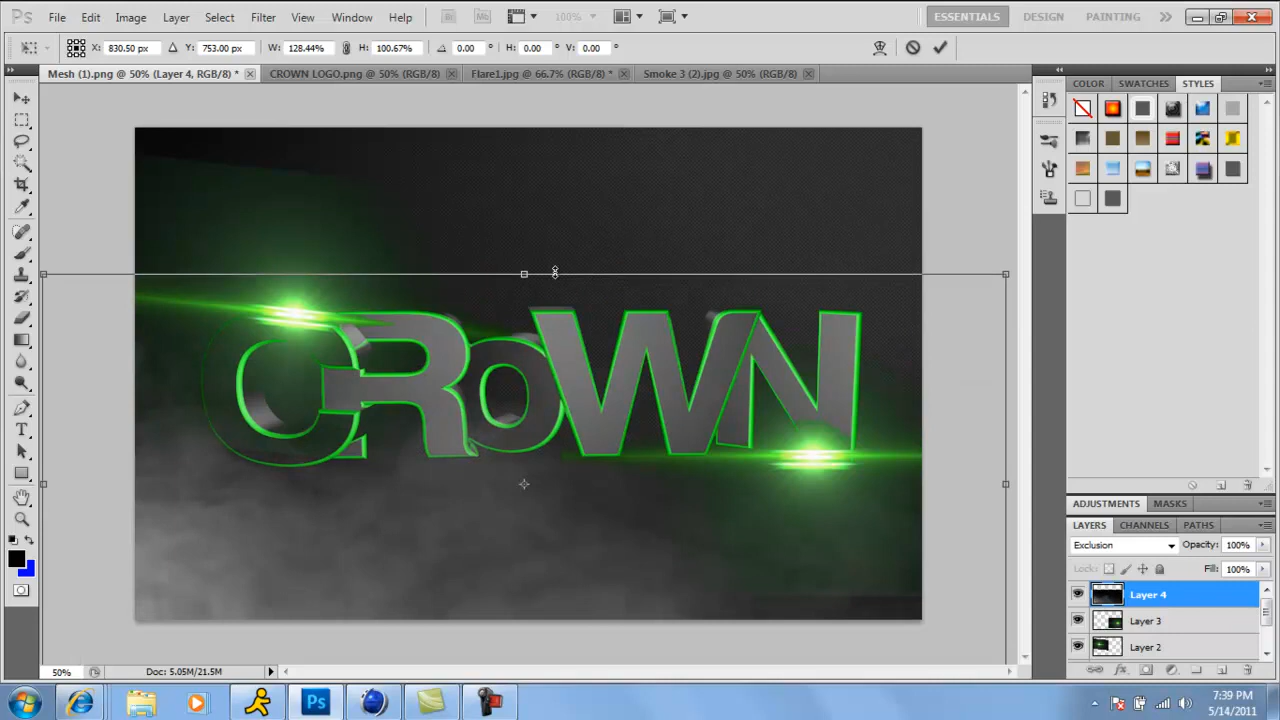 Ps File Edit Image Layer Select Filter View Window Help Br Mb 100% ESSENTIALS DESIGN PAINTING
X: 830.50 px Y: 753.00 px W: 128.44% H: 100.67% 0.00 ° H: 0.00 ° V: 0.00 °
Mesh (1).png @ 50% (Layer 4, RGB/8) * CROWN LOGO.png @ 50% (RGB/8) Flare1.jpg @ 66.7% (RGB/8) * Smoke 3 (2).jpg @ 50% (RGB/8)
COLOR SWATCHES STYLES
CROWN
ADJUSTMENTS MASKS
LAYERS CHANNELS PATHS
Exclusion Opacity: 100%
Lock: Fill: 100%
Layer 4
Layer 3
Layer 2
50% Doc: 5.05M/21.5M
Ps 7:39 PM
5/14/2011